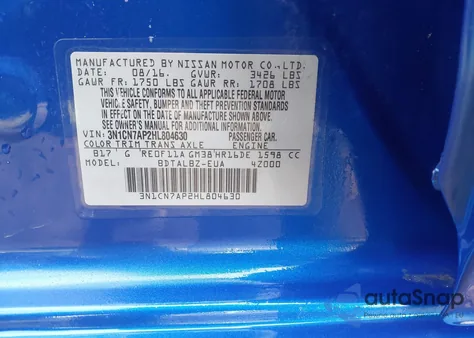 MANUFACTURED BY NISSAN MOTOR CO.,LTD.
DATE: 08/16. GVWR: 3426 LBS
GAWR FR: 1750 LBS GAWR RR: 1708 LBS
THIS VEHICLE CONFORMS TO ALL APPLICABLE FEDERAL MOTOR
VEHICLE SAFETY, BUMPER AND THEFT PREVENTION STANDARDS
IN EFFECT ON THE DATE OF MANUFACTURE SHOWN ABOVE.
SEE OWNER'S MANUAL FOR ADDITIONAL INFORMATION.
VIN: 3N1CN7AP2HL804630 PASSENGER CAR.
COLOR TRIM TRANS AXLE ENGINE
B17 G RE0F11A GM38 HR16DE 1598 CC
MODEL: BDTALBZ-EUA 4Z000
3N1CN7AP2HL804630
autoSnap